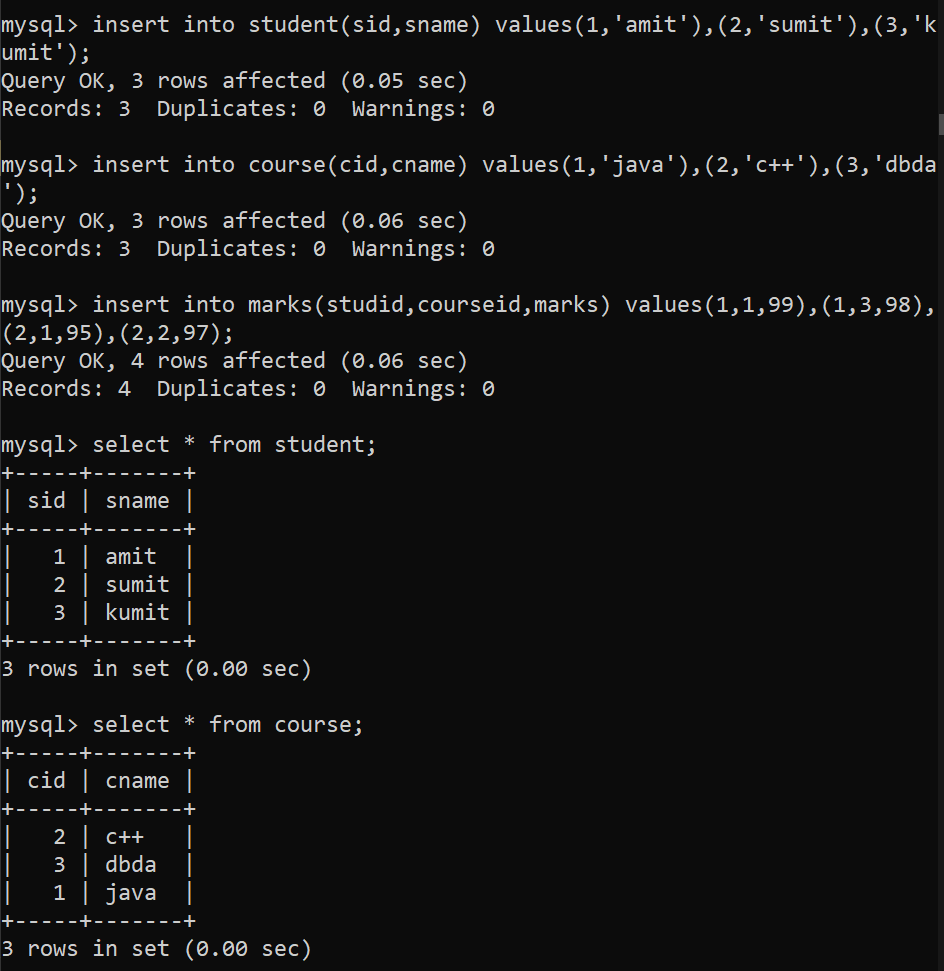 mysql> insert into student(sid,sname) values(1,'amit'),(2,'sumit'),(3,'k
umit');
Query OK, 3 rows affected (0.05 sec)
Records: 3  Duplicates: 0  Warnings: 0

mysql> insert into course(cid,cname) values(1,'java'),(2,'c++'),(3,'dbda
');
Query OK, 3 rows affected (0.06 sec)
Records: 3  Duplicates: 0  Warnings: 0

mysql> insert into marks(studid,courseid,marks) values(1,1,99),(1,3,98),
(2,1,95),(2,2,97);
Query OK, 4 rows affected (0.06 sec)
Records: 4  Duplicates: 0  Warnings: 0

mysql> select * from student;
+-----+-------+
| sid | sname |
+-----+-------+
|   1 | amit  |
|   2 | sumit |
|   3 | kumit |
+-----+-------+
3 rows in set (0.00 sec)

mysql> select * from course;
+-----+-------+
| cid | cname |
+-----+-------+
|   2 | c++   |
|   3 | dbda  |
|   1 | java  |
+-----+-------+
3 rows in set (0.00 sec)